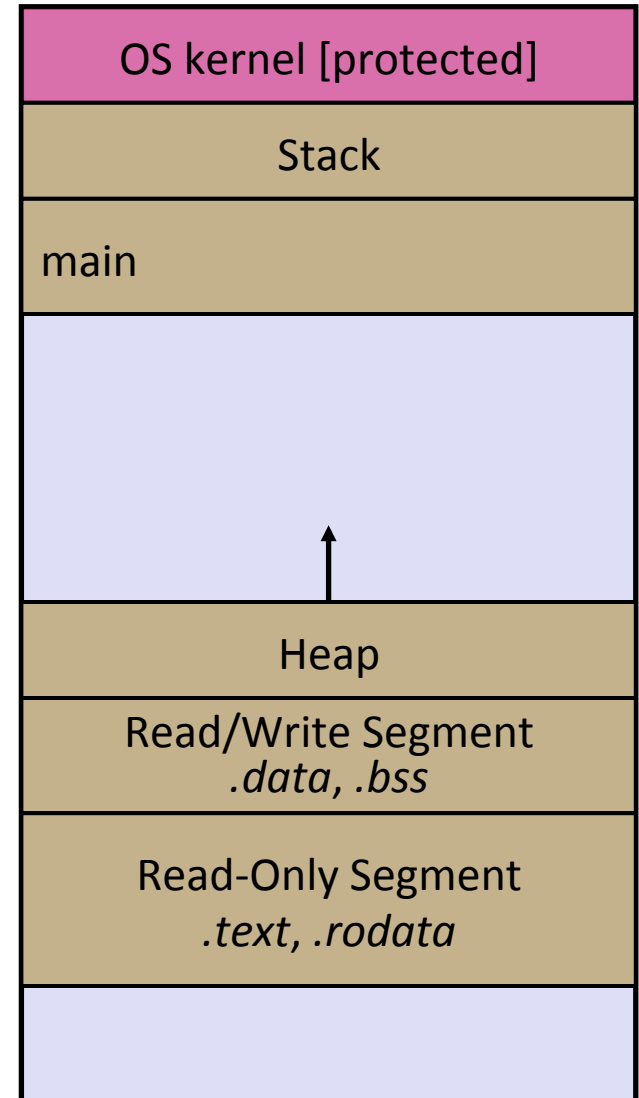 OS kernel [protected]
Stack
main
Heap
Read/Write Segment
.data, .bss
Read-Only Segment
.text, .rodata